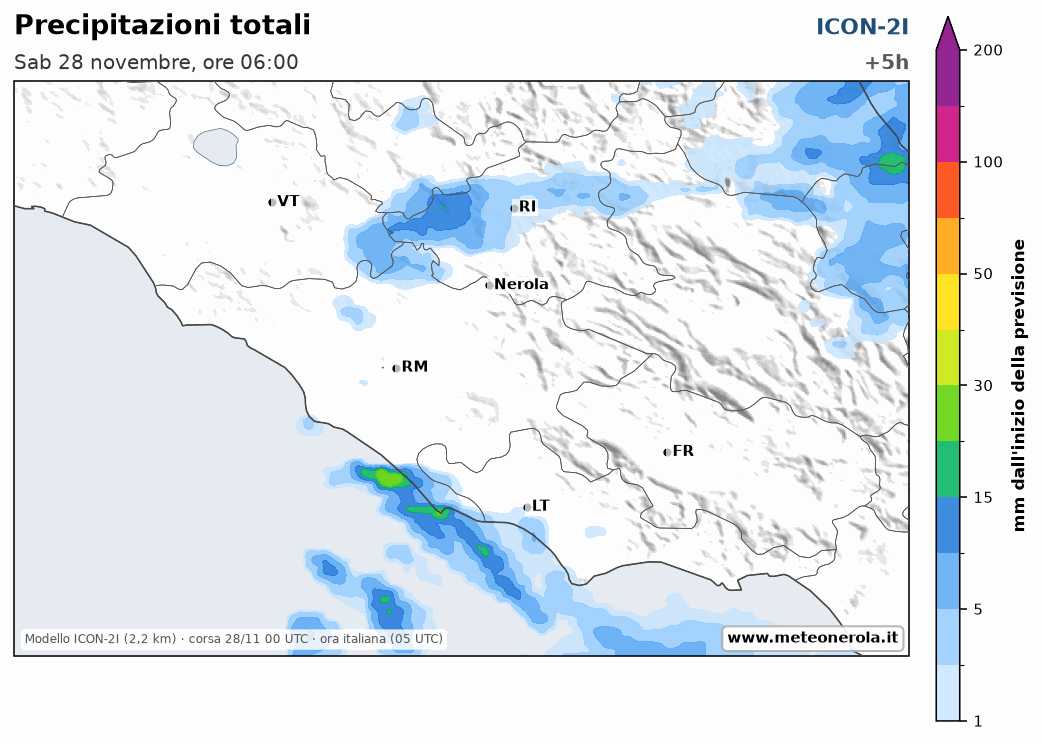 Precipitazioni totali
ICON-2I
Sab 28 novembre, ore 06:00
+5h
200
100
50
30
15
5
1
mm dall'inizio della previsione
VT
RI
Nerola
RM
FR
LT
Modello ICON-2I (2,2 km) · corsa 28/11 00 UTC · ora italiana (05 UTC)
www.meteonerola.it